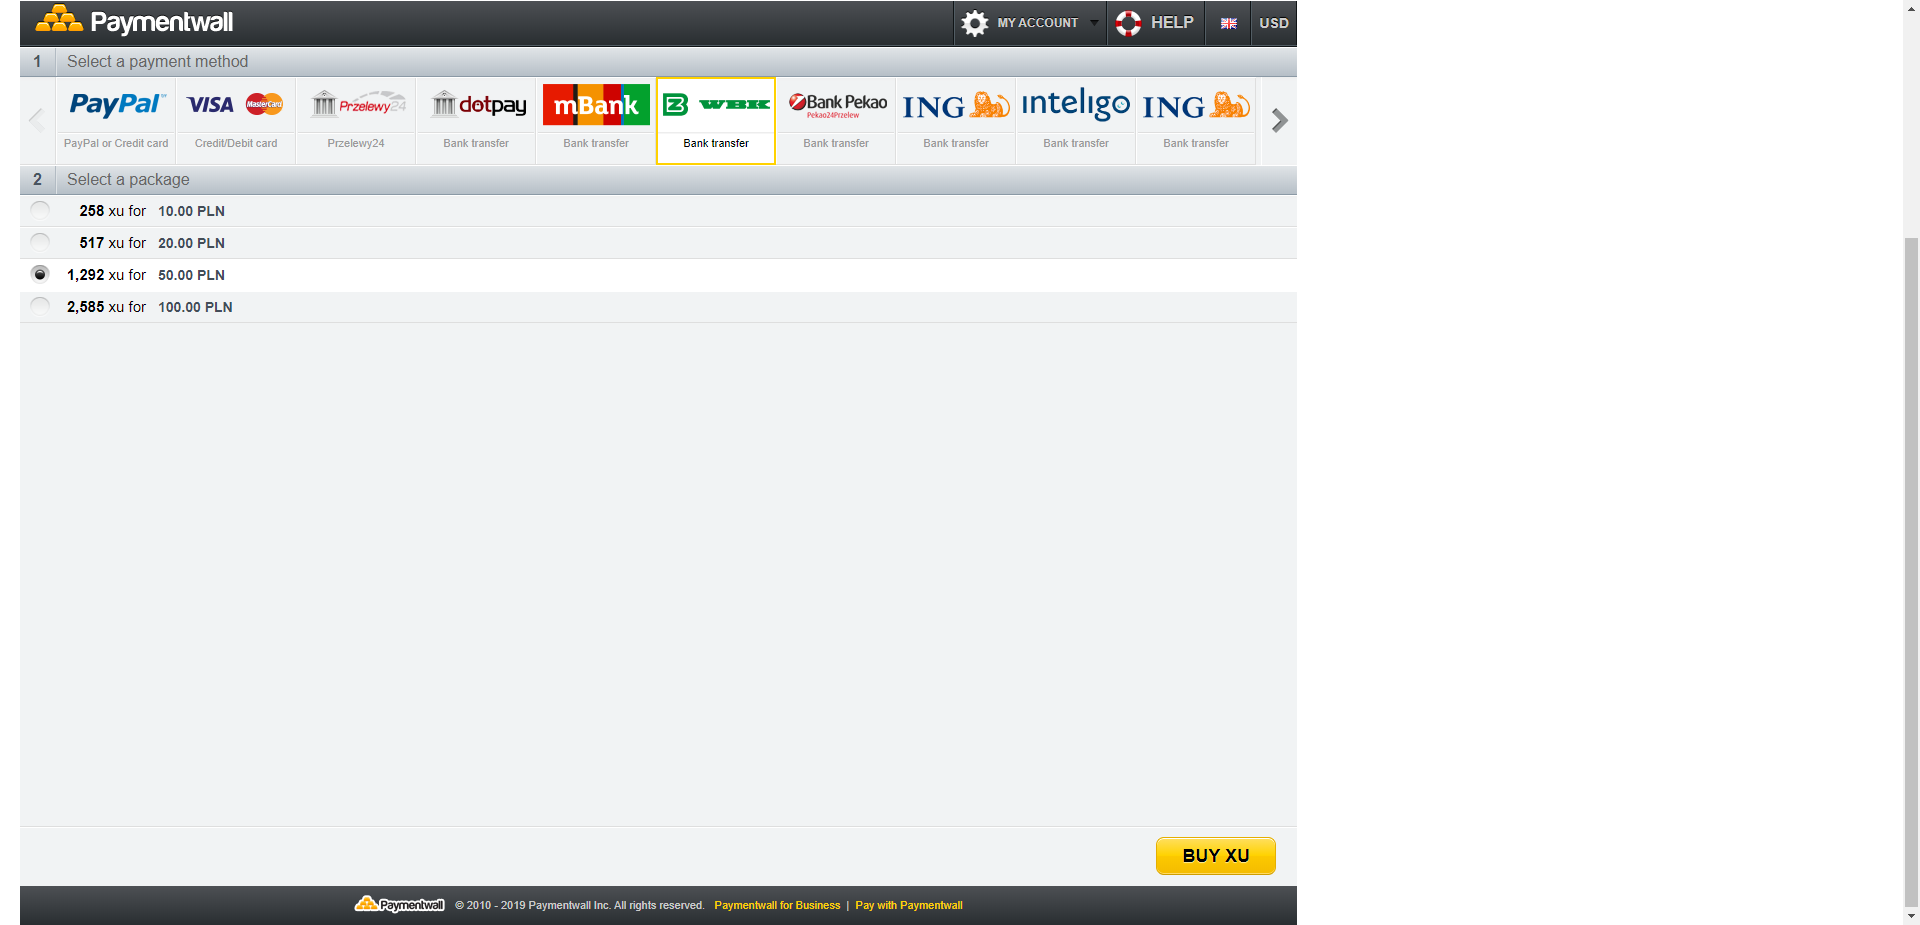 Paymentwall
MY ACCOUNT HELP USD
1 Select a payment method
PayPal VISA MasterCard Przelewy24 dotpay mBank B WBK Bank Pekao ING inteligo ING
Pekao24Przelew
PayPal or Credit card Credit/Debit card Przelewy24 Bank transfer Bank transfer Bank transfer Bank transfer Bank transfer Bank transfer Bank transfer
2 Select a package
258 xu for 10.00 PLN
517 xu for 20.00 PLN
1,292 xu for 50.00 PLN
2,585 xu for 100.00 PLN
BUY XU
Paymentwall © 2010 - 2019 Paymentwall Inc. All rights reserved. Paymentwall for Business | Pay with Paymentwall